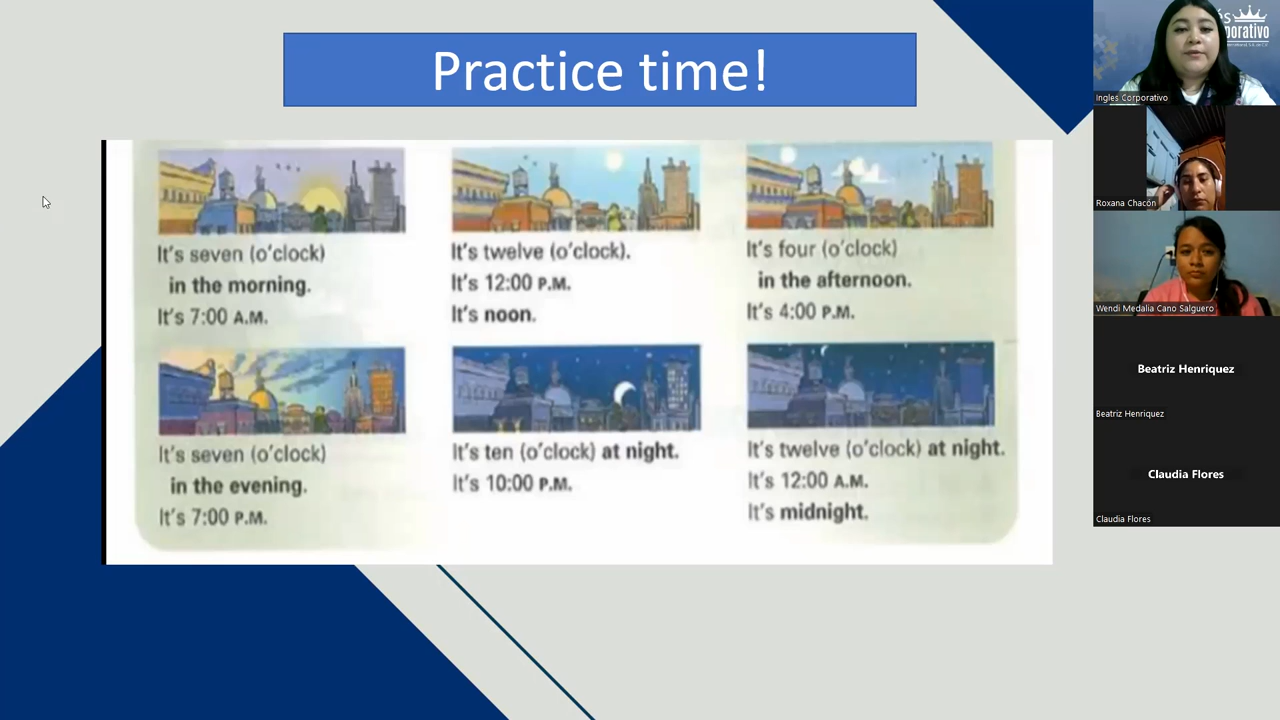 Practice time!
It's seven (o'clock)
in the morning.
It's 7:00 A.M.
It's twelve (o'clock).
It's 12:00 P.M.
It's noon.
It's four (o'clock)
in the afternoon.
It's 4:00 P.M.
It's seven (o'clock)
in the evening.
It's 7:00 P.M.
It's ten (o'clock) at night.
It's 10:00 P.M.
It's twelve (o'clock) at night.
It's 12:00 A.M.
It's midnight.
Ingles Corporativo
Roxana Chacón
Wendi Medalia Cano Salguero
Beatriz Henriquez
Beatriz Henriquez
Claudia Flores
Claudia Flores